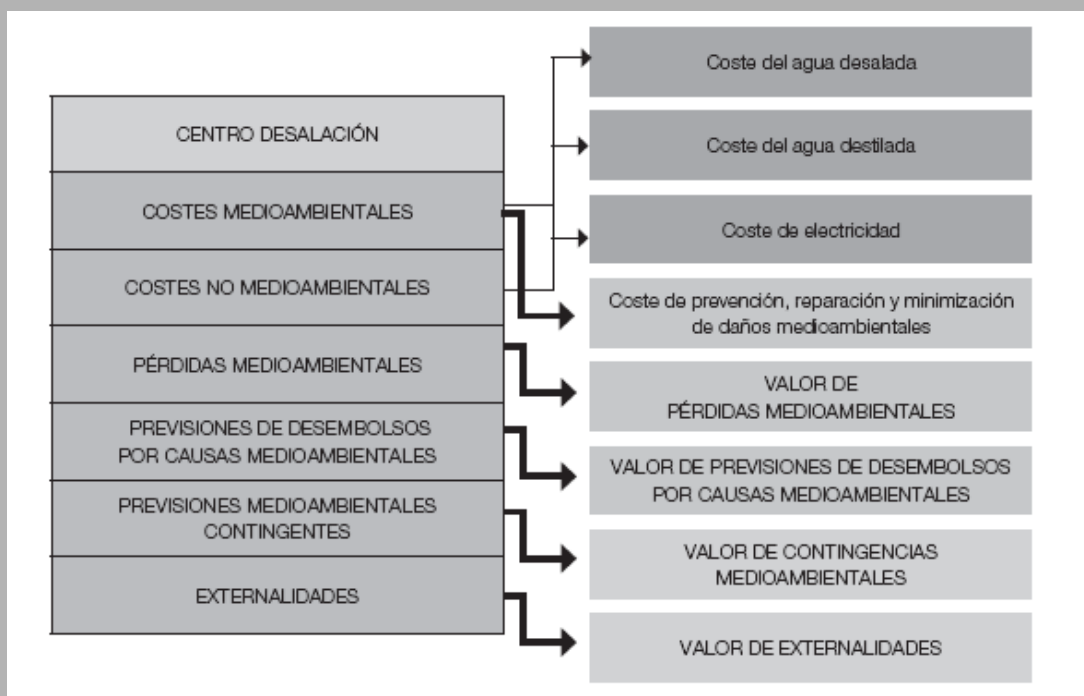 CENTRO DESALACIÓN
COSTES MEDIOAMBIENTALES
COSTES NO MEDIOAMBIENTALES
PÉRDIDAS MEDIOAMBIENTALES
PREVISIONES DE DESEMBOLSOS
POR CAUSAS MEDIOAMBIENTALES
PREVISIONES MEDIOAMBIENTALES
CONTINGENTES
EXTERNALIDADES
Coste del agua desalada
Coste del agua destilada
Coste de electricidad
Coste de prevención, reparación y minimización
de daños medioambientales
VALOR DE
PÉRDIDAS MEDIOAMBIENTALES
VALOR DE PREVISIONES DE DESEMBOLSOS
POR CAUSAS MEDIOAMBIENTALES
VALOR DE CONTINGENCIAS
MEDIOAMBIENTALES
VALOR DE EXTERNALIDADES